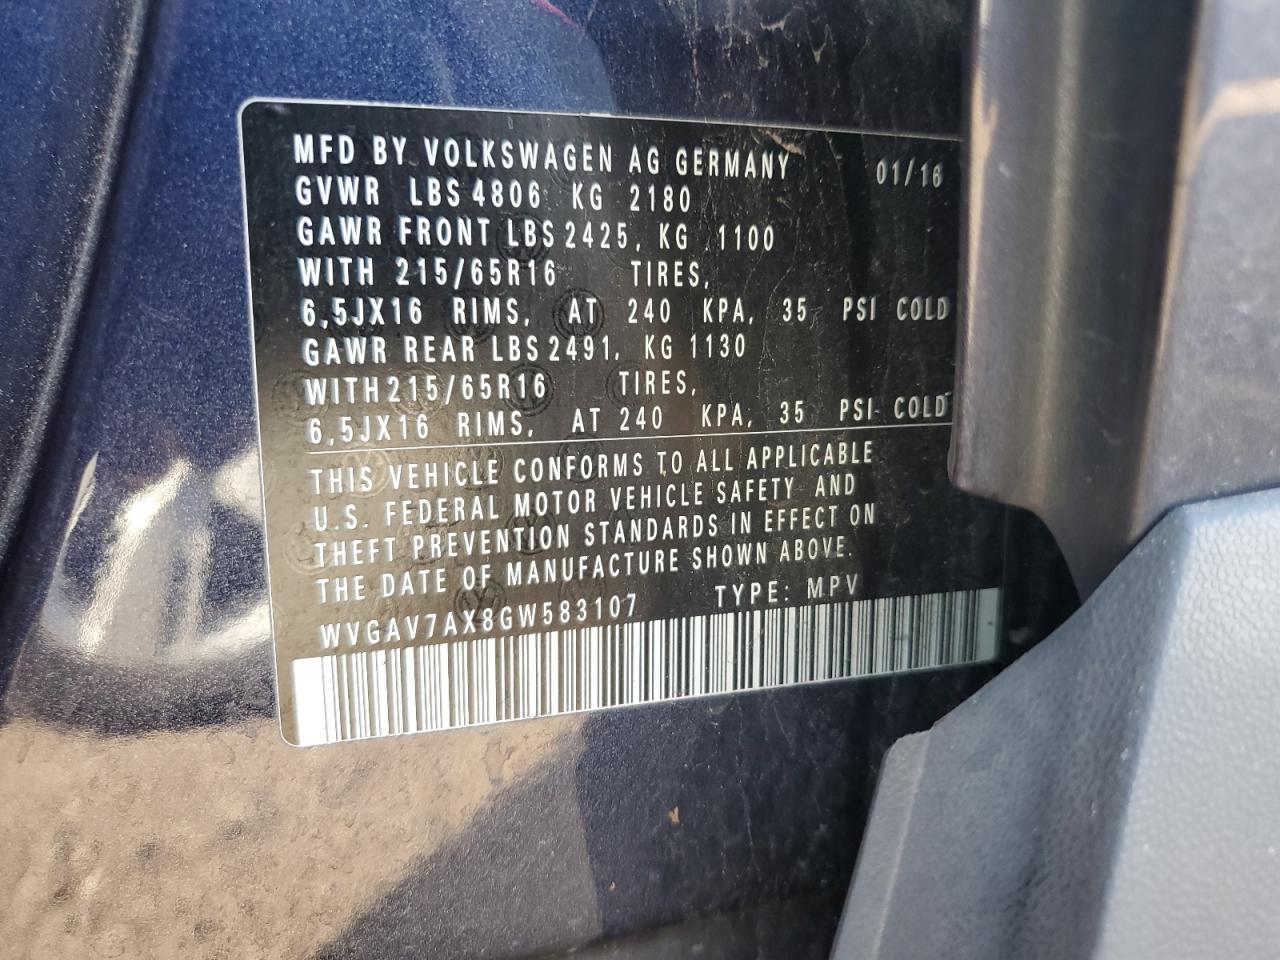 MFD BY VOLKSWAGEN AG GERMANY 01/16
GVWR LBS 4806 KG 2180
GAWR FRONT LBS 2425, KG 1100
WITH 215/65R16 TIRES,
6,5JX16 RIMS, AT 240 KPA, 35 PSI COLD
GAWR REAR LBS 2491, KG 1130
WITH 215/65R16 TIRES,
6,5JX16 RIMS, AT 240 KPA, 35 PSI COLD
THIS VEHICLE CONFORMS TO ALL APPLICABLE
U.S. FEDERAL MOTOR VEHICLE SAFETY AND
THEFT PREVENTION STANDARDS IN EFFECT ON
THE DATE OF MANUFACTURE SHOWN ABOVE.
WVGAV7AX8GW583107 TYPE: MPV